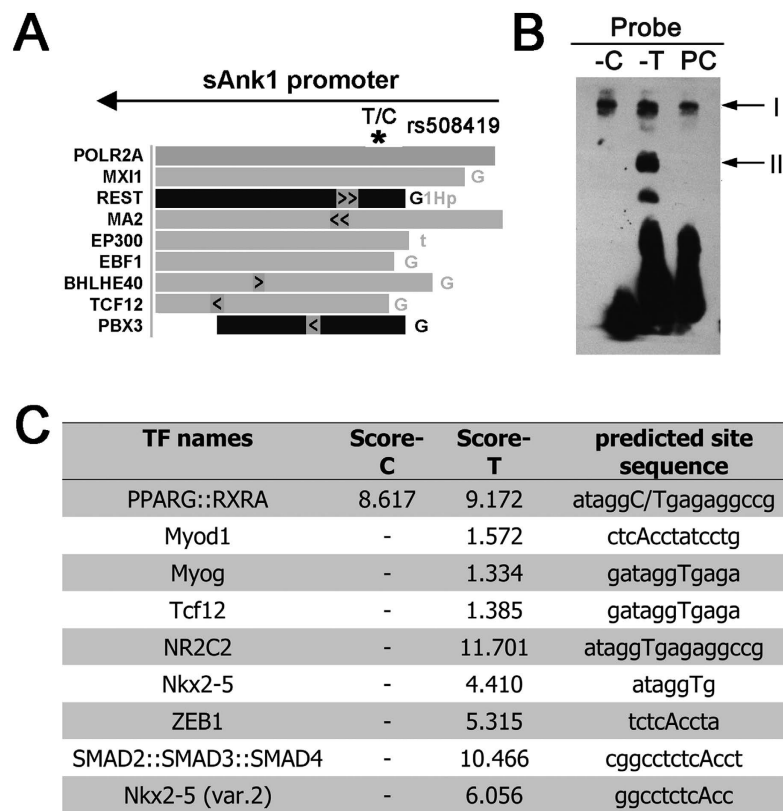 A
sAnk1 promoter
T/C
* rs508419
POLR2A
MXI1 G
REST >> G1Hp
MA2 <<
EP300 t
EBF1 G
BHLHE40 > G
TCF12 < G
PBX3 < G
B
Probe
-C -T PC
I
II
C
TF names Score-C Score-T predicted site sequence
PPARG::RXRA 8.617 9.172 ataggC/Tgagaggccg
Myod1 - 1.572 ctcAcctatcctg
Myog - 1.334 gataggTgaga
Tcf12 - 1.385 gataggTgaga
NR2C2 - 11.701 ataggTgagaggccg
Nkx2-5 - 4.410 ataggTg
ZEB1 - 5.315 tctcAccta
SMAD2::SMAD3::SMAD4 - 10.466 cggcctctcAcct
Nkx2-5 (var.2) - 6.056 ggcctctcAcc